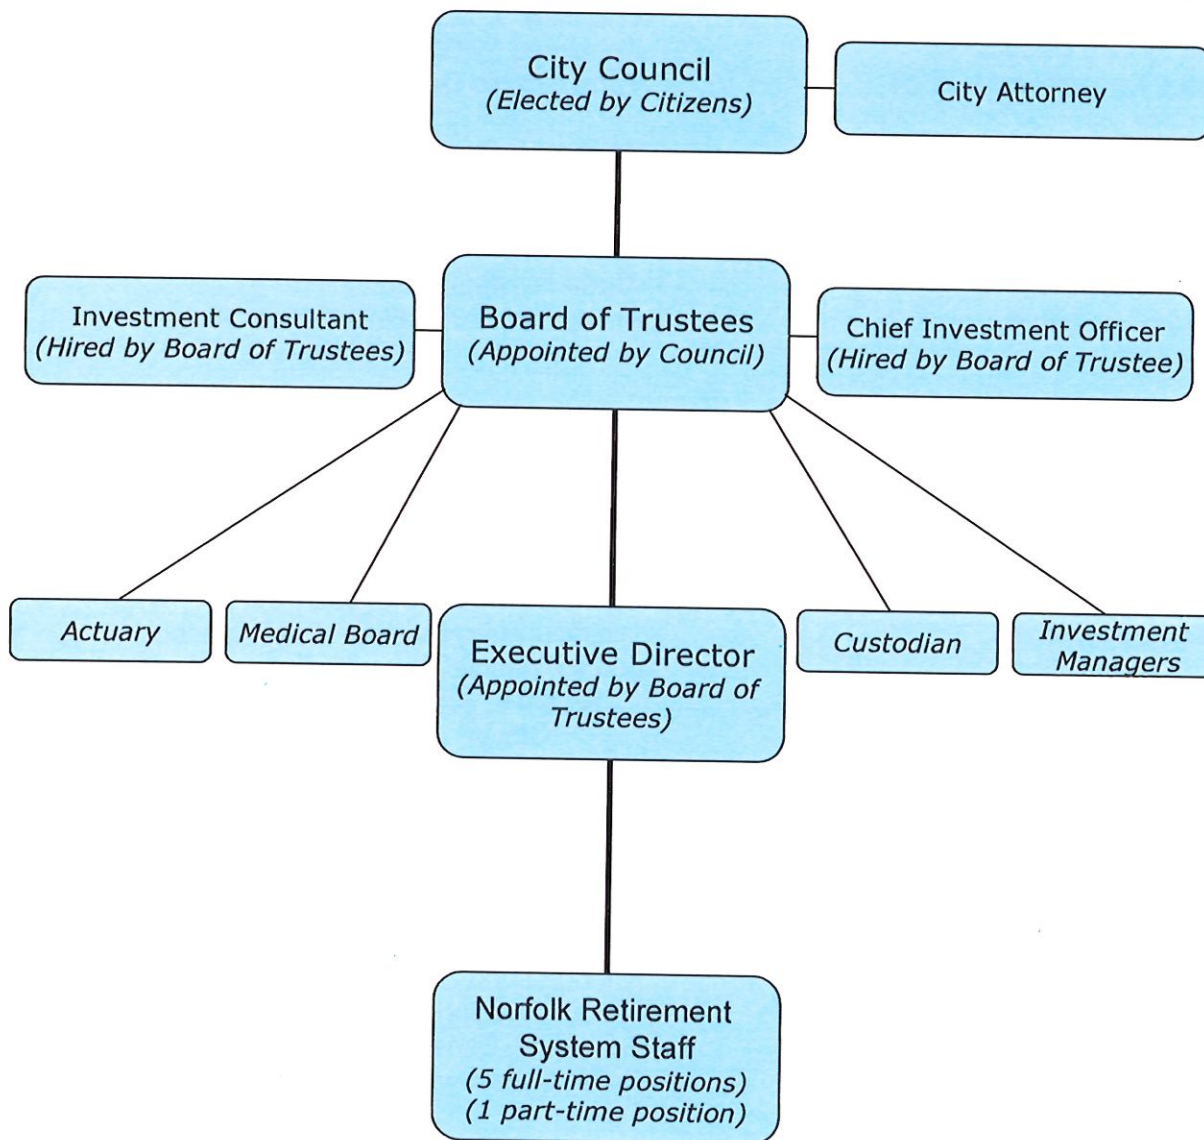 City Council
(Elected by Citizens)
City Attorney
Investment Consultant
(Hired by Board of Trustees)
Board of Trustees
(Appointed by Council)
Chief Investment Officer
(Hired by Board of Trustee)
Actuary
Medical Board
Executive Director
(Appointed by Board of
Trustees)
Custodian
Investment
Managers
Norfolk Retirement
System Staff
(5 full-time positions)
(1 part-time position)